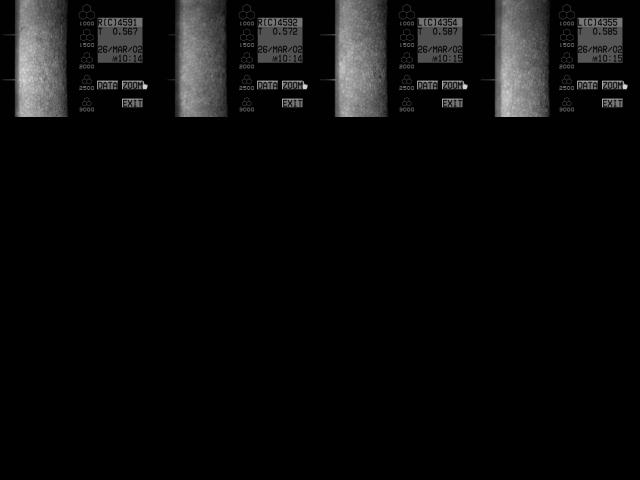 1000
1500
2000
2500
3000
R(C)4591
T 0.567
26/MAR/02
10:14
DATA ZOOM
EXIT
1000
1500
2000
2500
3000
R(C)4592
T 0.572
26/MAR/02
10:14
DATA ZOOM
EXIT
1000
1500
2000
2500
3000
L(C)4354
T 0.587
26/MAR/02
10:15
DATA ZOOM
EXIT
1000
1500
2000
2500
3000
L(C)4355
T 0.585
26/MAR/02
10:15
DATA ZOOM
EXIT